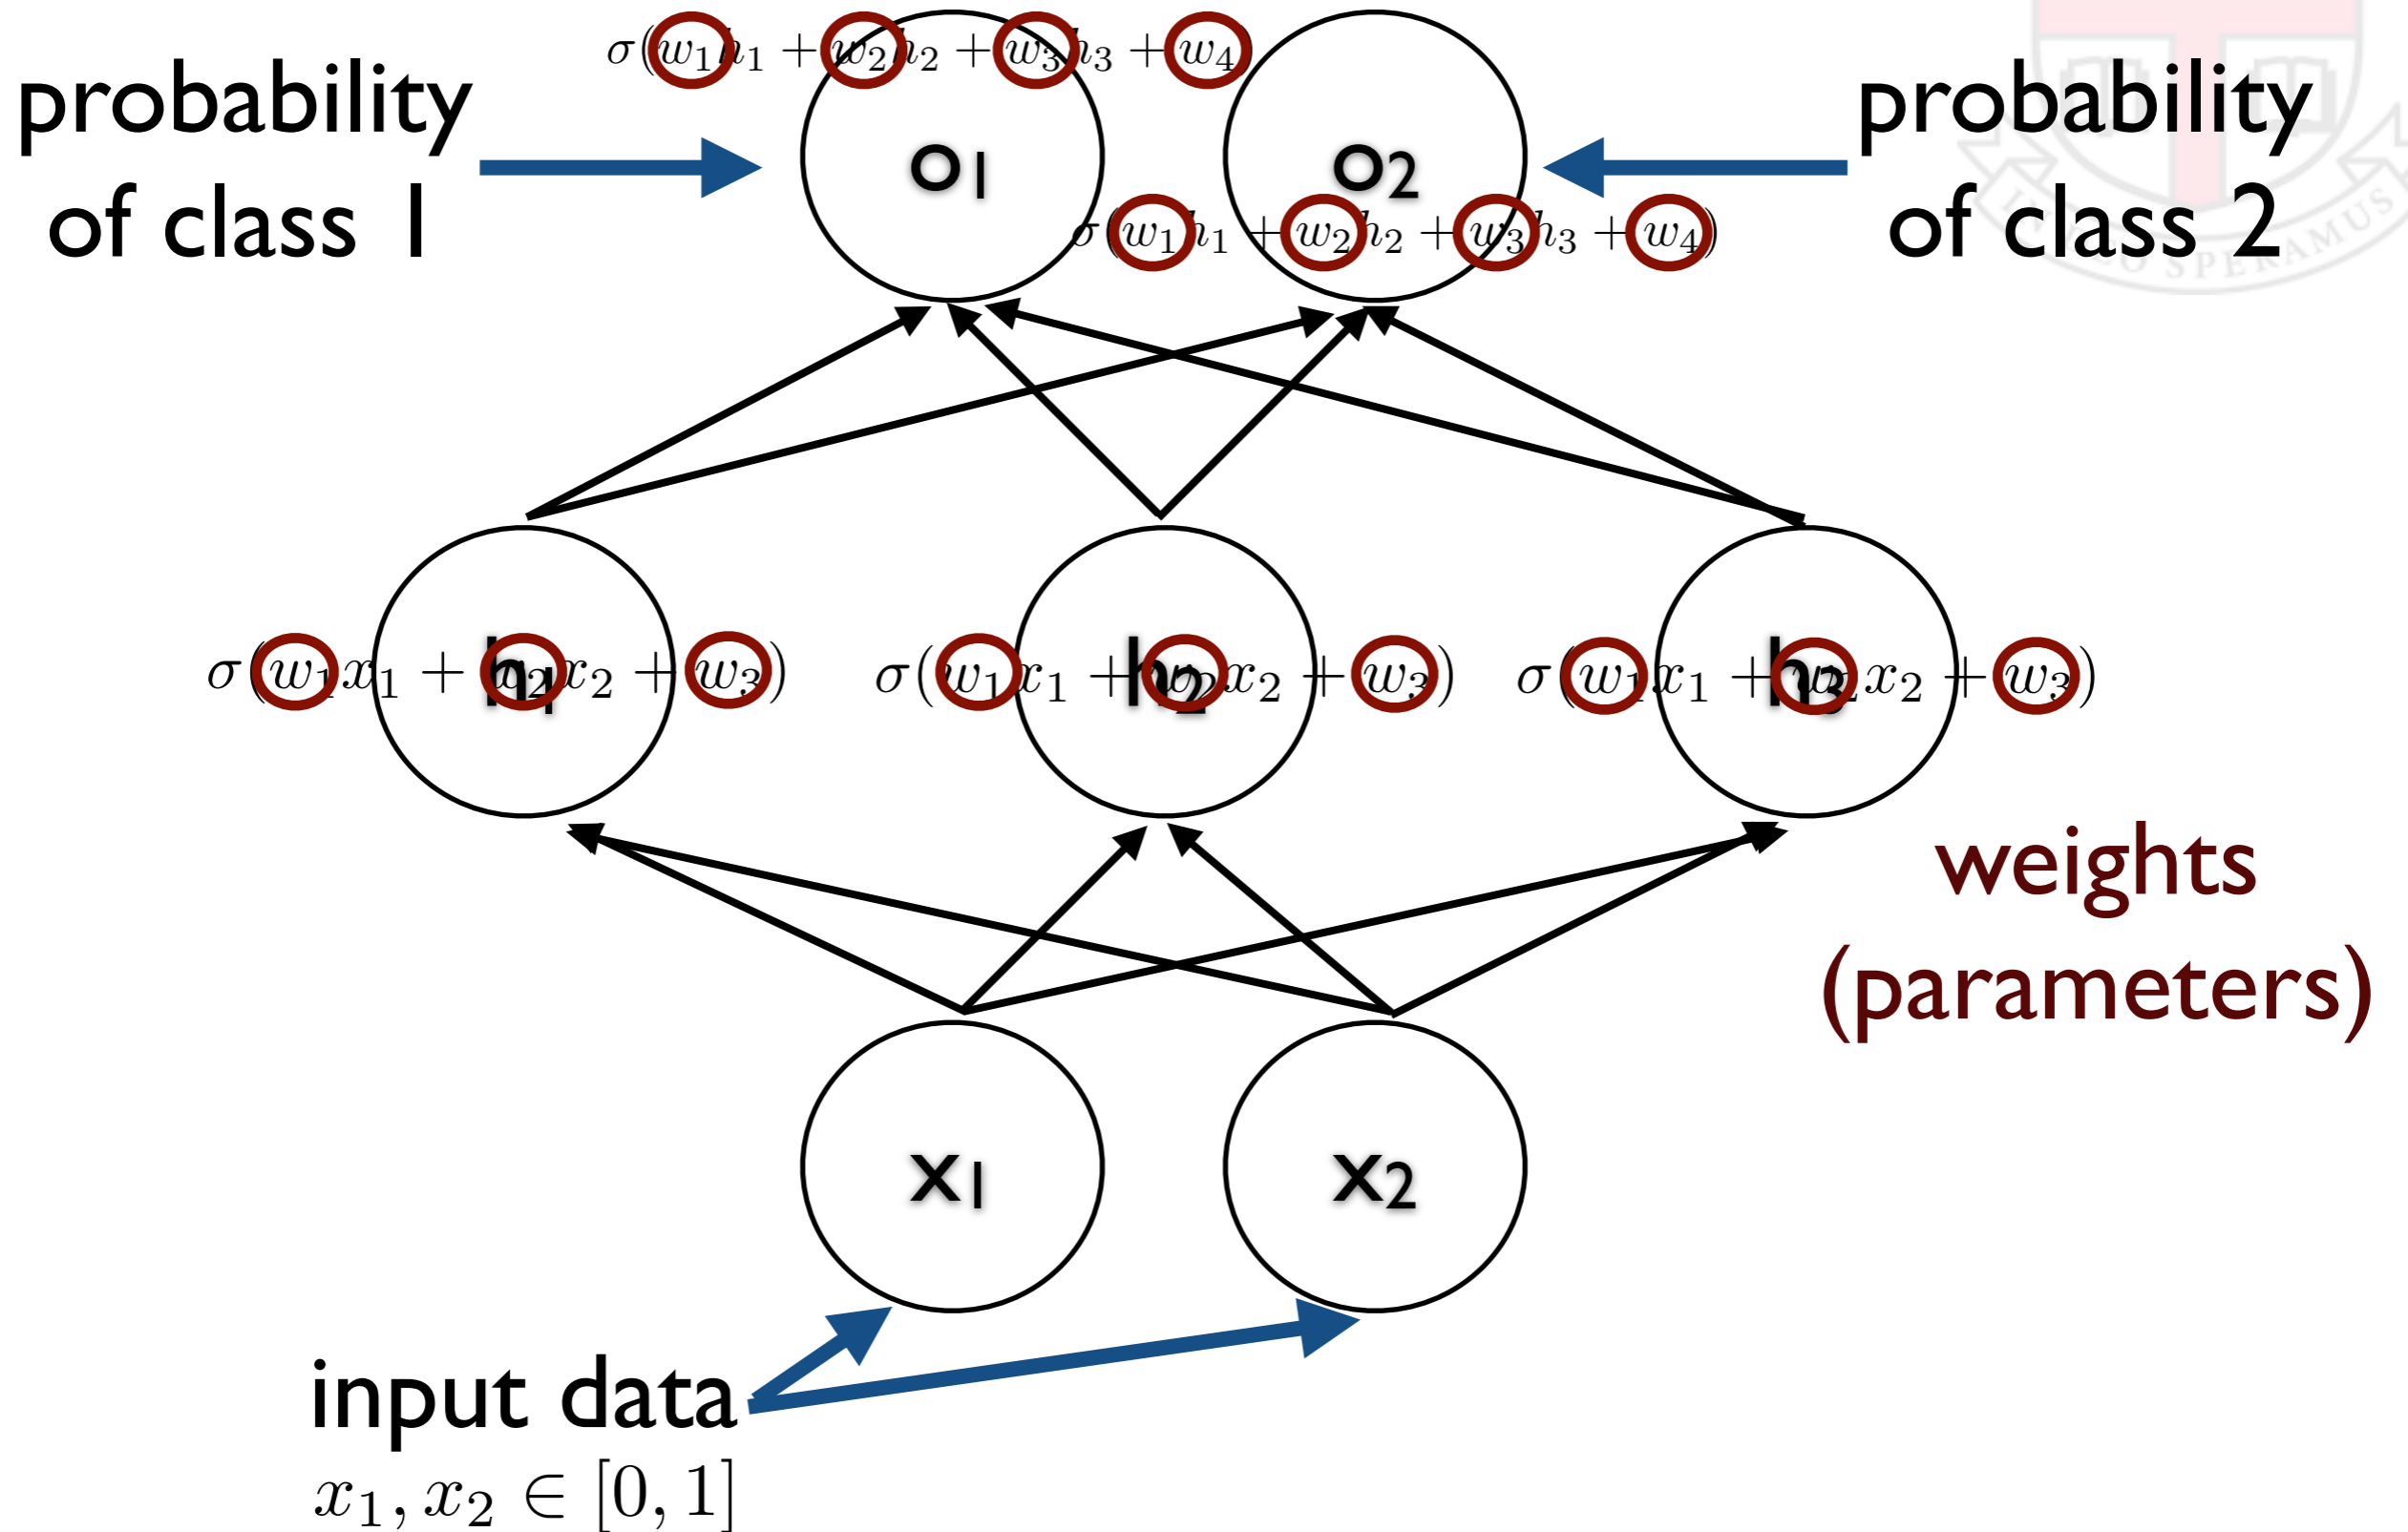 σ(w₁h₁ + w₂h₂ + w₃h₃ + w₄)
probability
of class 1
o₁
o₂
probability
of class 2
σ(w₁h₁ + w₂h₂ + w₃h₃ + w₄)
σ(w₁x₁ + w₂x₂ + w₃)
h₁
σ(w₁x₁ + w₂x₂ + w₃)
h₂
σ(w₁x₁ + w₂x₂ + w₃)
h₃
weights
(parameters)
x₁
x₂
input data
x₁, x₂ ∈ [0, 1]
SPERAMUS